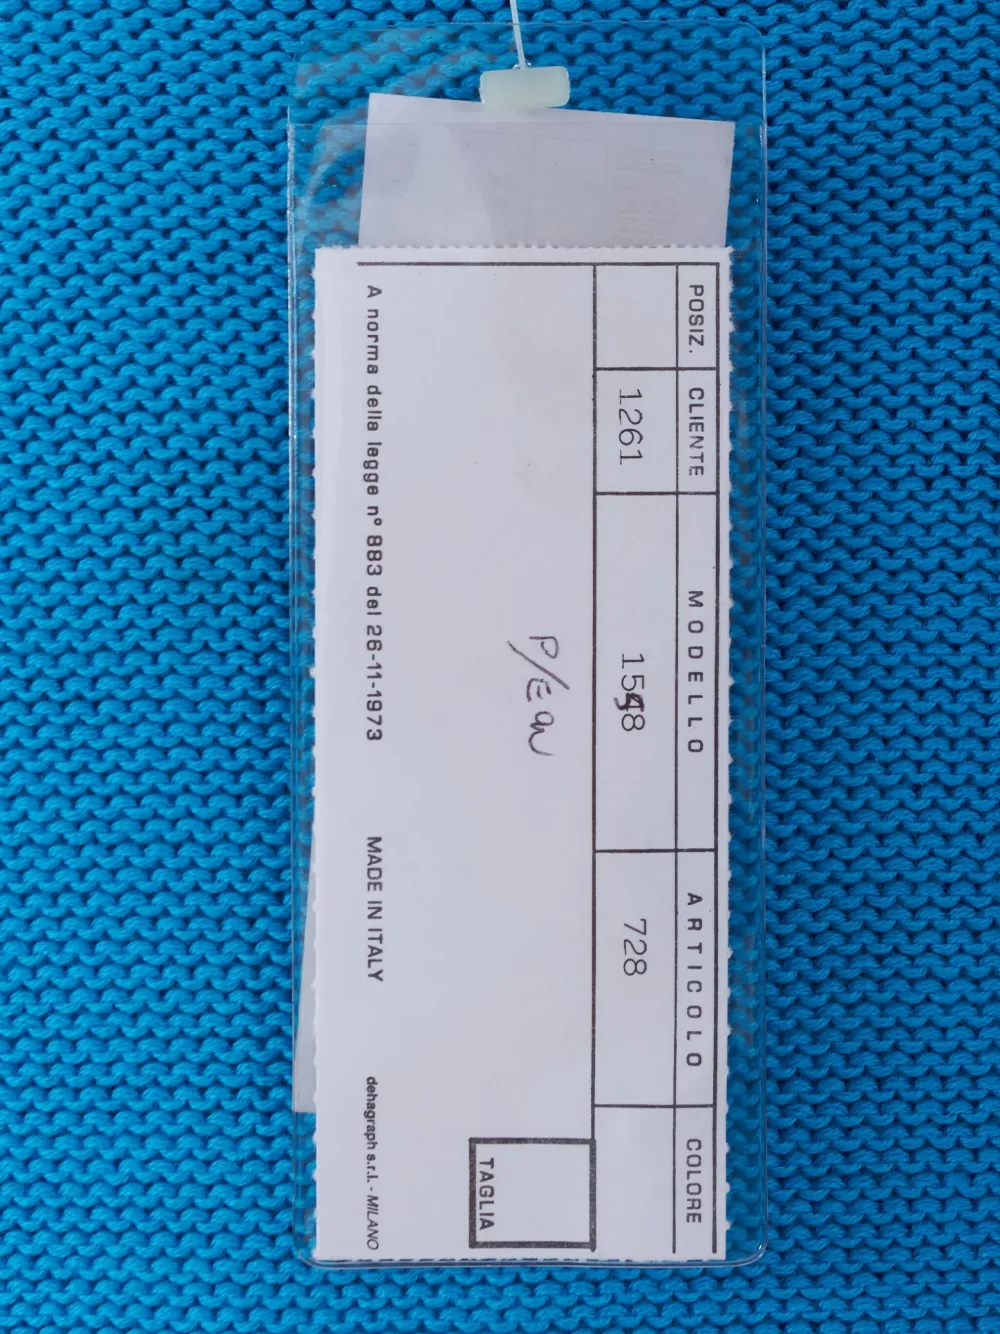 POSIZ. CLIENTE MODELLO ARTICOLO COLORE
1261 728
P/E
TAGLIA
A norma della legge n° 883 del 26-11-1973 MADE IN ITALY dehagraph s.r.l. - MILANO